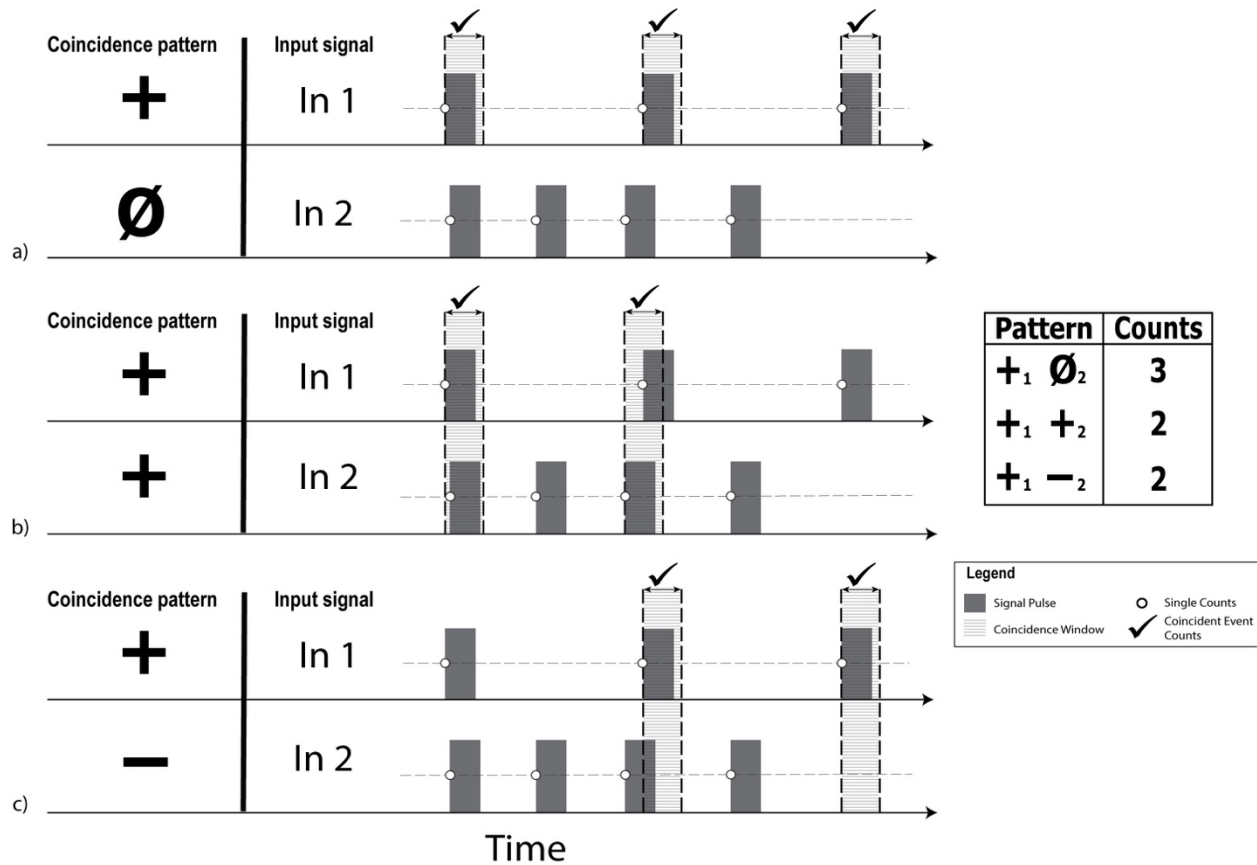 Coincidence pattern Input signal
+ In 1
Ø In 2
a)
Coincidence pattern Input signal
+ In 1
+ In 2
b)
Pattern Counts
+₁ Ø₂ 3
+₁ +₂ 2
+₁ −₂ 2
Coincidence pattern Input signal
+ In 1
− In 2
c)
Legend
Signal Pulse Single Counts
Coincidence Window Coincident Event
Counts
Time